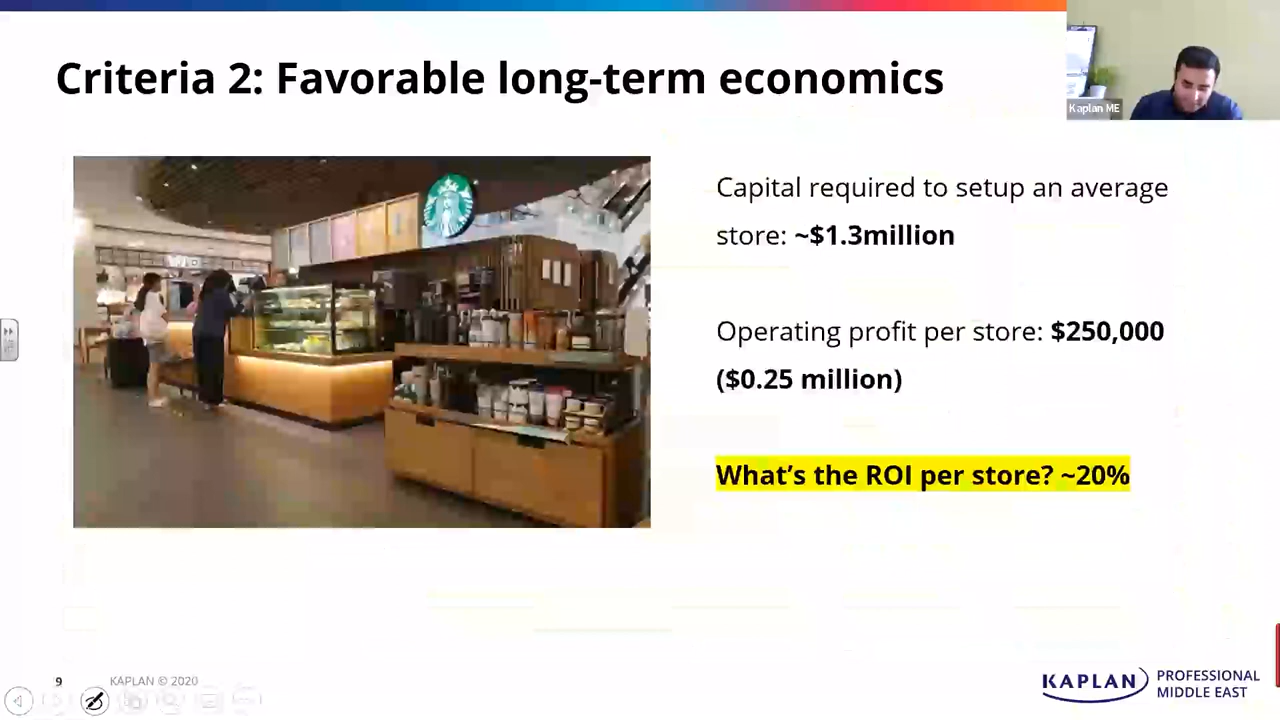 Criteria 2: Favorable long-term economics
Kaplan ME
Capital required to setup an average
store: ~$1.3million
Operating profit per store: $250,000
($0.25 million)
What's the ROI per store? ~20%
9
KAPLAN © 2020
KAPLAN
PROFESSIONAL
MIDDLE EAST